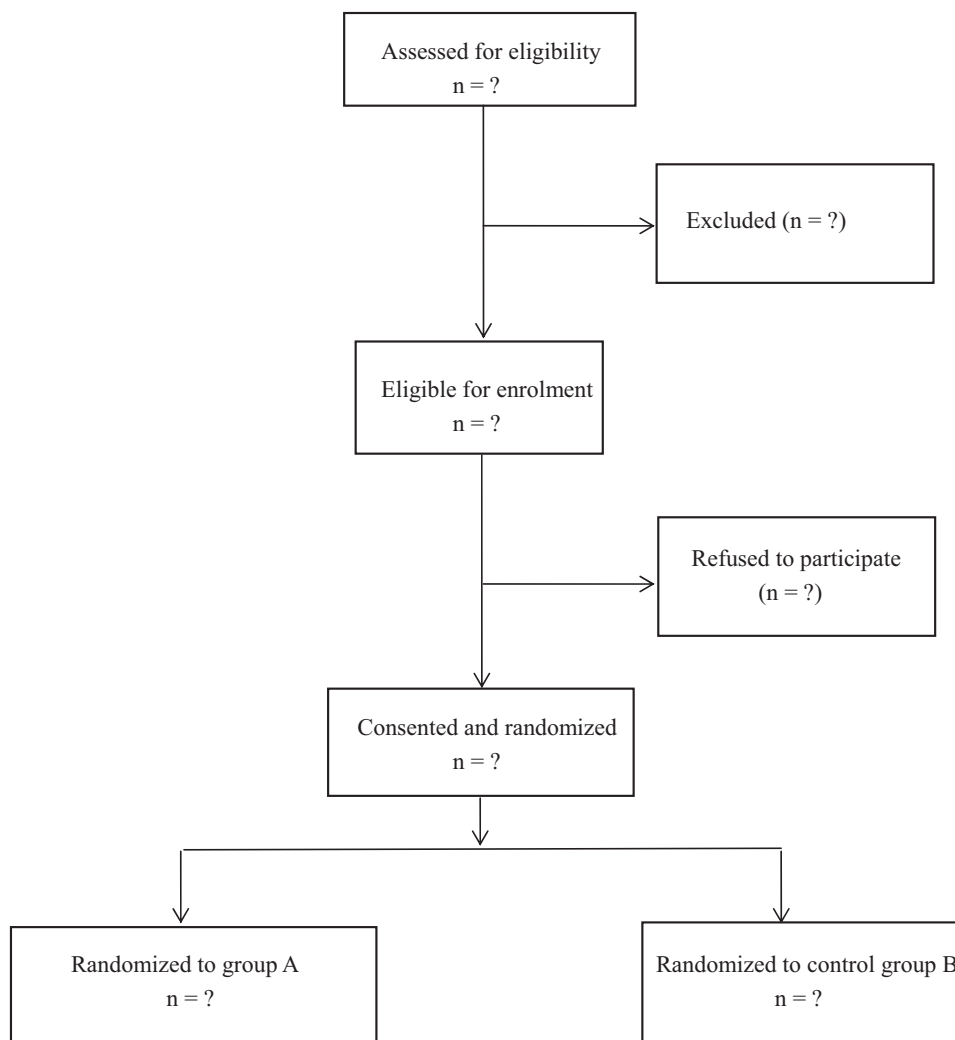 Assessed for eligibility
n = ?
Excluded (n = ?)
Eligible for enrolment
n = ?
Refused to participate
(n = ?)
Consented and randomized
n = ?
Randomized to group A
n = ?
Randomized to control group B
n = ?